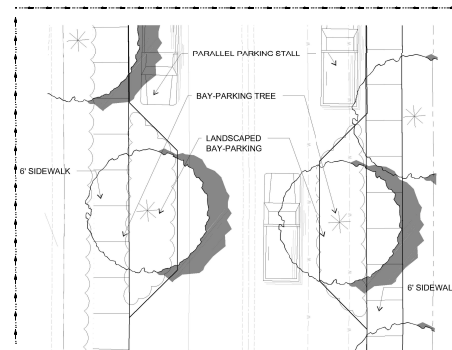 PARALLEL PARKING STALL
BAY-PARKING TREE
LANDSCAPED
BAY-PARKING
6' SIDEWALK
6' SIDEWAL